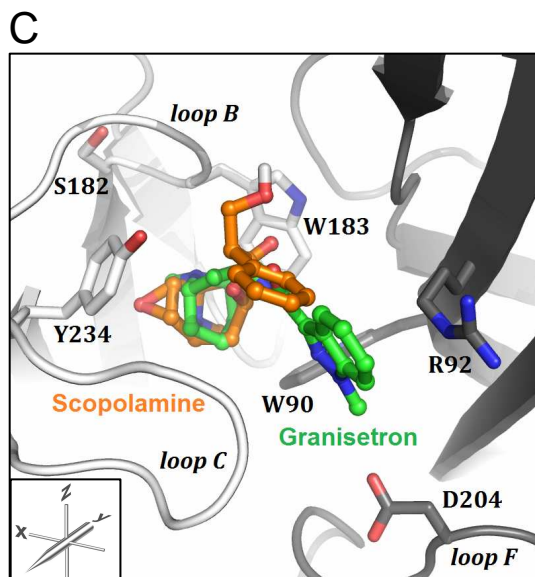 C
loop B
S182
W183
Y234
R92
Scopolamine
W90
Granisetron
loop C
D204
loop F
Z
X
y